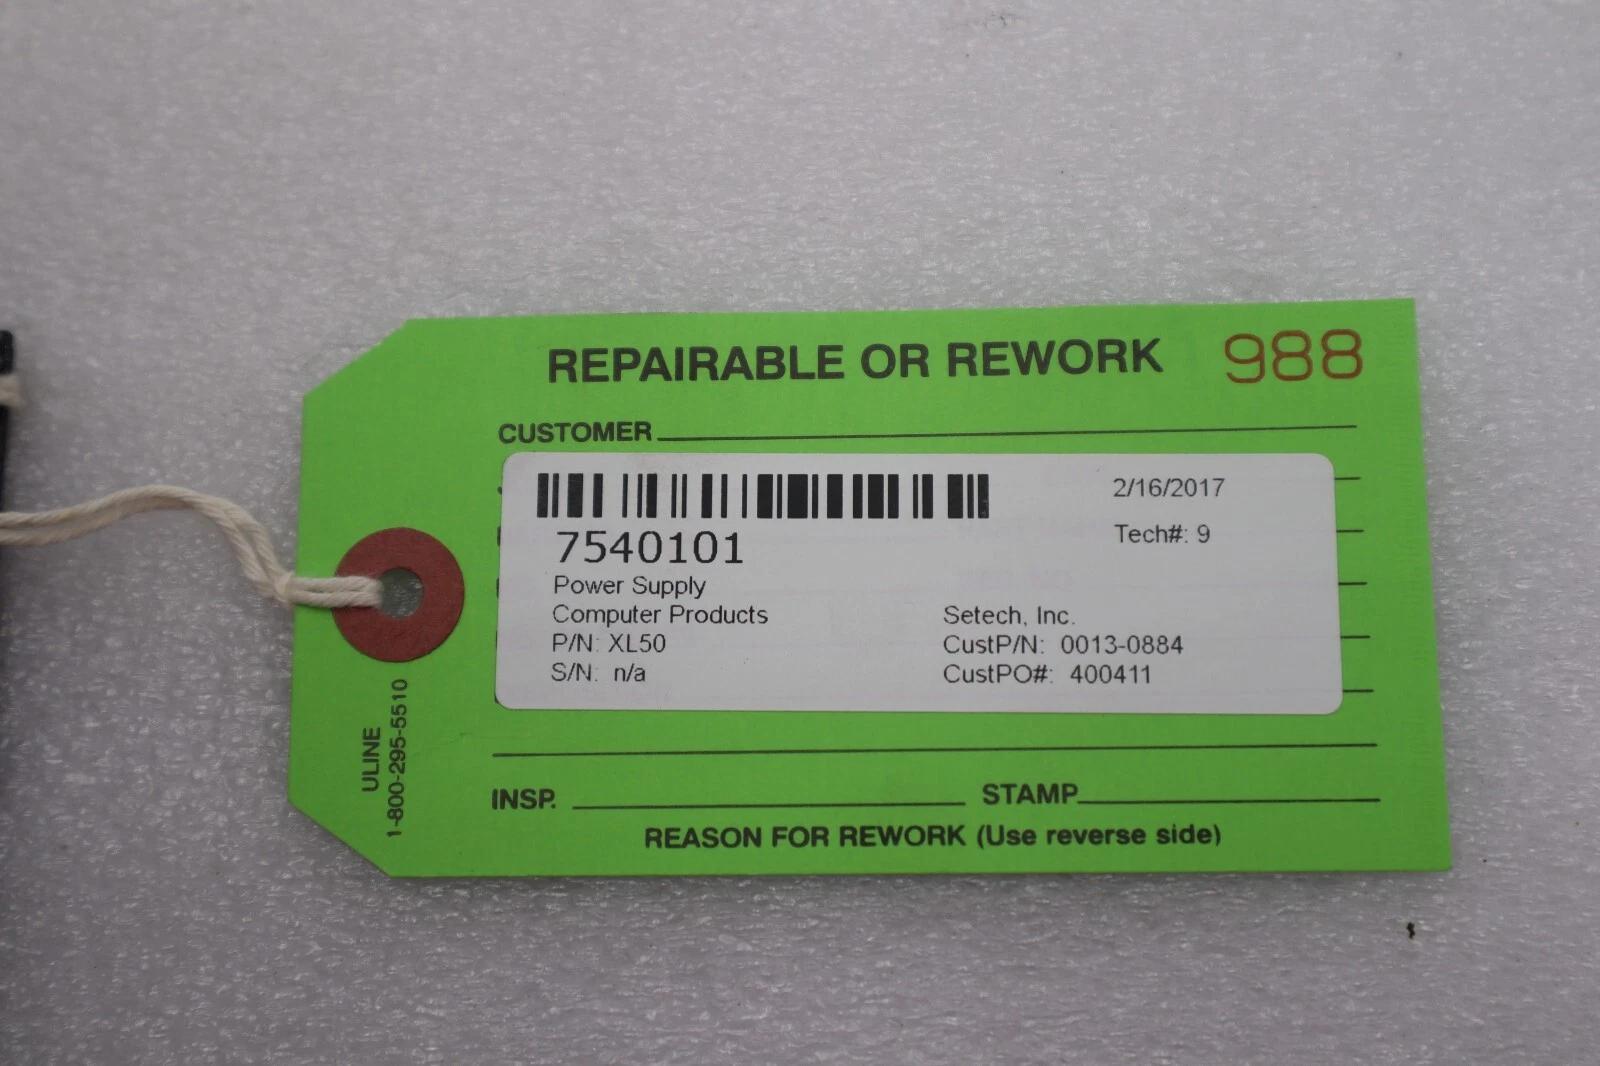 REPAIRABLE OR REWORK 988
CUSTOMER
2/16/2017
7540101
Tech#: 9
Power Supply
Computer Products
Setech, Inc.
P/N: XL50
CustP/N: 0013-0884
S/N: n/a
CustPO#: 400411
INSP.
STAMP
REASON FOR REWORK (Use reverse side)
ULINE
1-800-295-5510